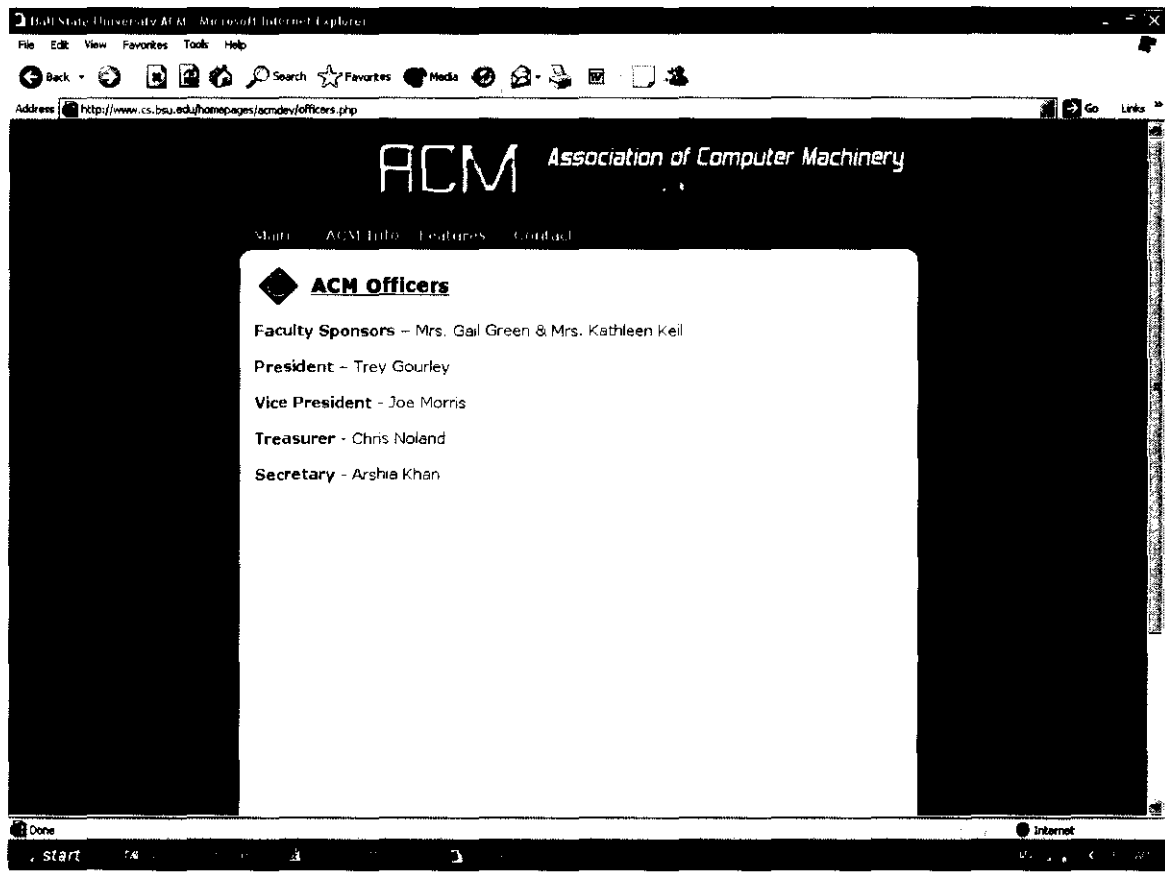 Ball State University ACM - Microsoft Internet Explorer
File Edit View Favorites Tools Help
Back Search Favorites Media
Address http://www.cs.bsu.edu/homepages/acmdev/officers.php Go Links »
ACM Association of Computer Machinery
Main ACM Info Features Contact
ACM Officers
Faculty Sponsors – Mrs. Gail Green & Mrs. Kathleen Keil
President – Trey Gourley
Vice President - Joe Morris
Treasurer - Chris Noland
Secretary - Arshia Khan
Done Internet
start